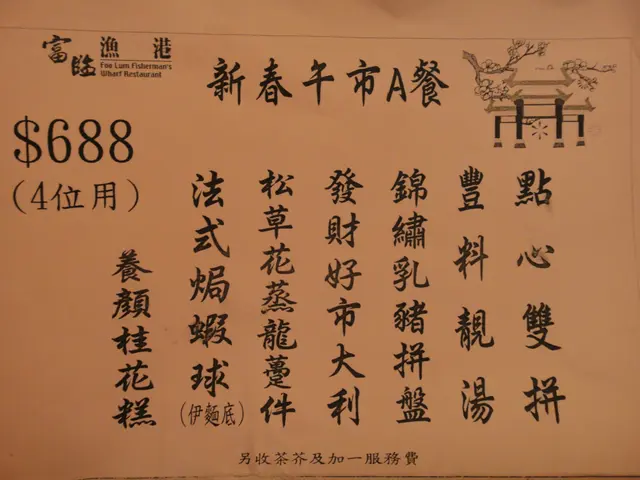 富臨漁港
Foo Lum Fisherman's
Wharf Restaurant
新春午市A餐
$688
(4位用)
點心雙拼
豐料靚湯
錦繡乳豬拼盤
發財好市大利
松草花蒸龍躉件
法式焗蝦球
(伊麵底)
養顏桂花糕
另收茶芥及加一服務費